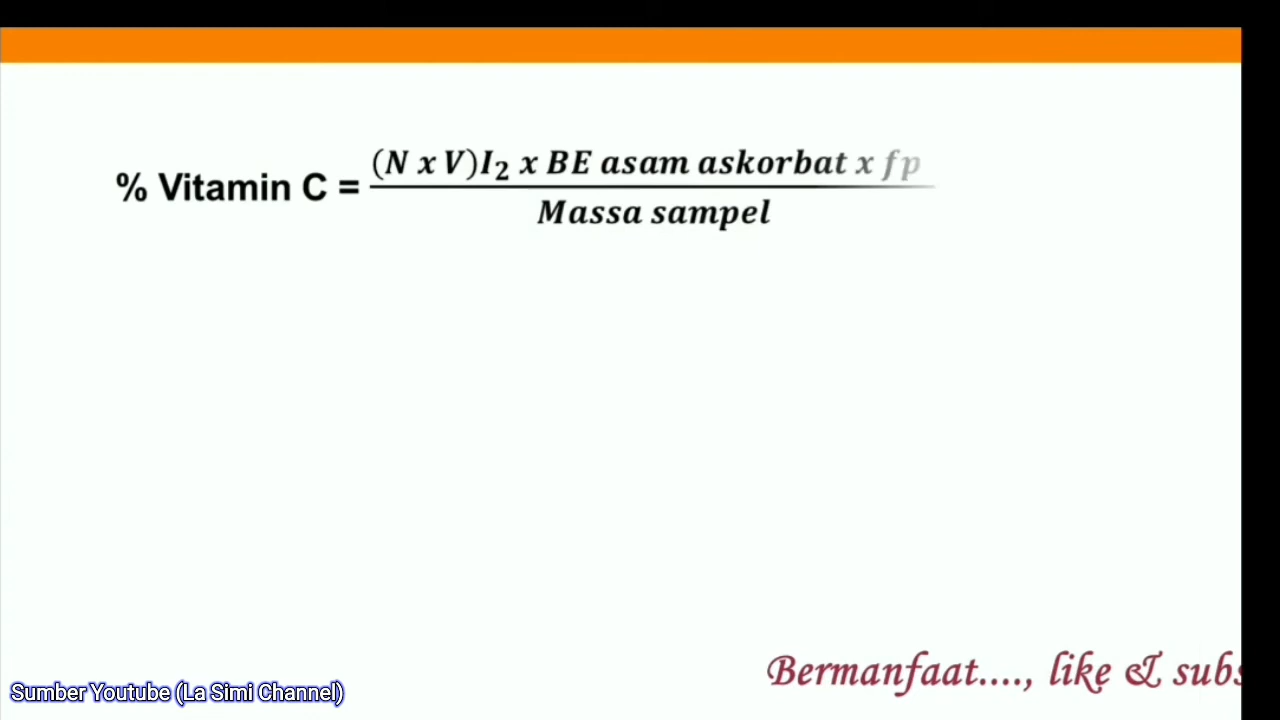 % Vitamin C = (N x V)I₂ x BE asam askorbat x fp
Massa sampel
Bermanfaat...., like & subs
Sumber Youtube (La Simi Channel)